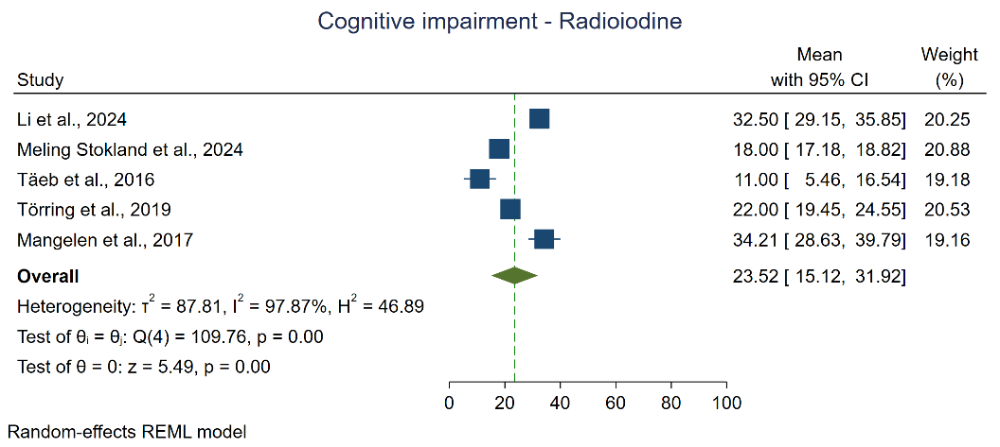 Cognitive impairment - Radioiodine
Mean Weight
Study with 95% CI (%)
Li et al., 2024 32.50 [ 29.15, 35.85] 20.25
Meling Stokland et al., 2024 18.00 [ 17.18, 18.82] 20.88
Täeb et al., 2016 11.00 [ 5.46, 16.54] 19.18
Törring et al., 2019 22.00 [ 19.45, 24.55] 20.53
Mangelen et al., 2017 34.21 [ 28.63, 39.79] 19.16
Overall 23.52 [ 15.12, 31.92]
Heterogeneity: τ² = 87.81, I² = 97.87%, H² = 46.89
Test of θᵢ = θⱼ: Q(4) = 109.76, p = 0.00
Test of θ = 0: z = 5.49, p = 0.00
0 20 40 60 80 100
Random-effects REML model